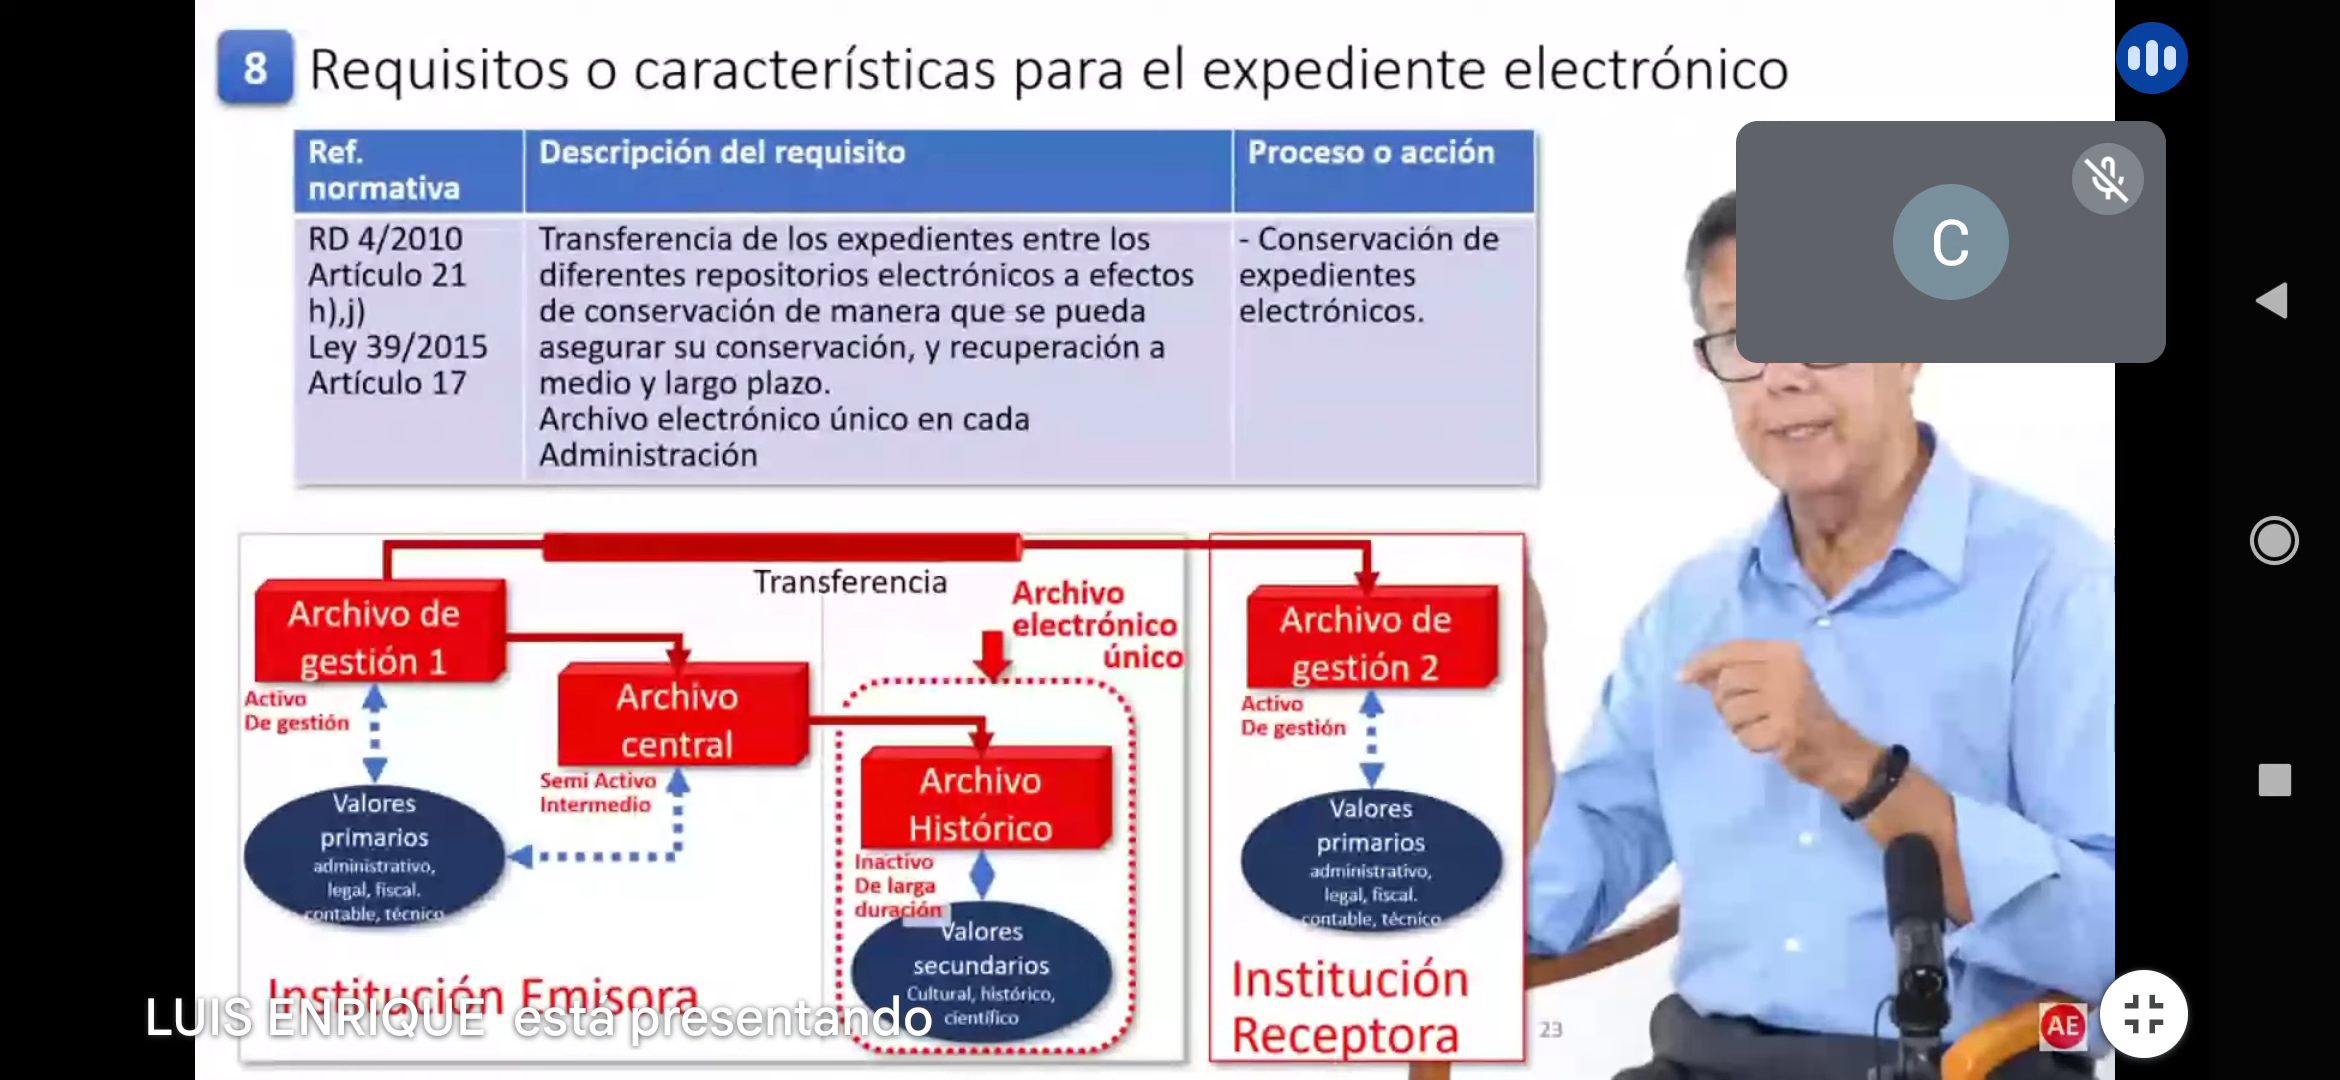 8 Requisitos o características para el expediente electrónico
Ref.
normativa
Descripción del requisito
Proceso o acción
RD 4/2010
Artículo 21
h),j)
Ley 39/2015
Artículo 17
Transferencia de los expedientes entre los
diferentes repositorios electrónicos a efectos
de conservación de manera que se pueda
asegurar su conservación, y recuperación a
medio y largo plazo.
Archivo electrónico único en cada
Administración
- Conservación de
expedientes
electrónicos.
C
Transferencia
Archivo de
gestión 1
Activo
De gestión
Valores
primarios
administrativo,
legal, fiscal.
contable, técnico
Archivo
central
Semi Activo
Intermedio
Archivo
electrónico
único
Archivo
Histórico
Inactivo
De larga
duración
Valores
secundarios
Cultural, histórico,
científico
Institución Emisora
Archivo de
gestión 2
Activo
De gestión
Valores
primarios
administrativo,
legal, fiscal.
contable, técnico
Institución
Receptora
LUIS ENRIQUE está presentando
23
AE